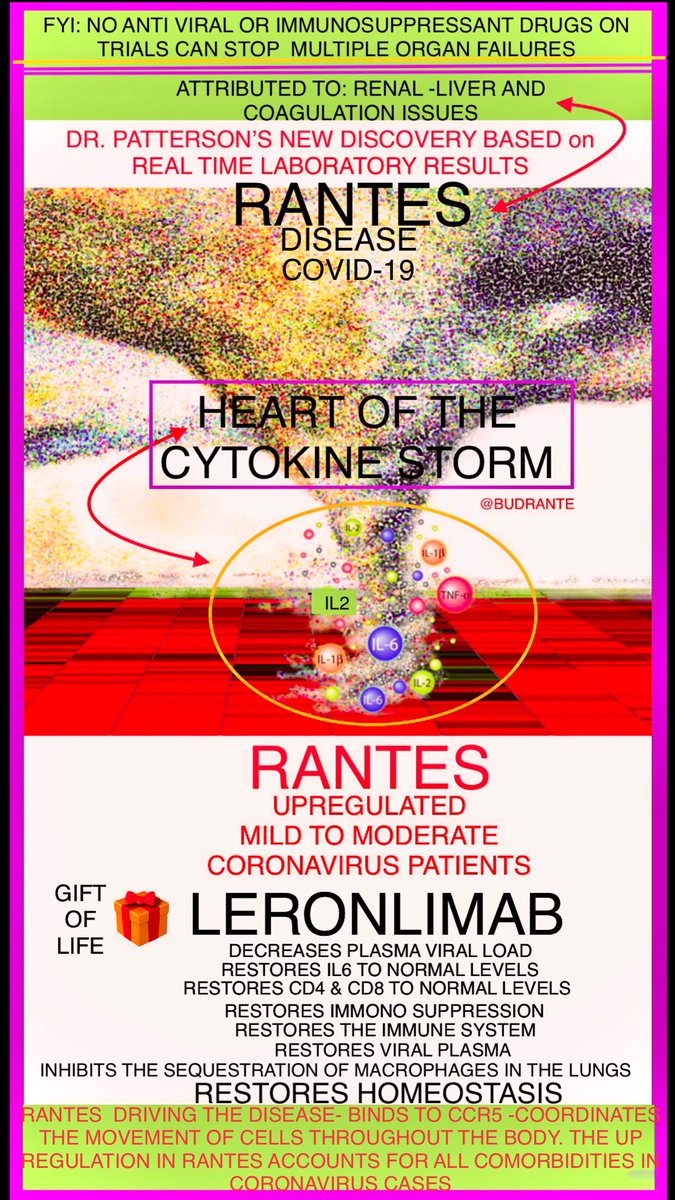 FYI: NO ANTI VIRAL OR IMMUNOSUPPRESSANT DRUGS ON
TRIALS CAN STOP MULTIPLE ORGAN FAILURES
ATTRIBUTED TO: RENAL -LIVER AND
COAGULATION ISSUES
DR. PATTERSON'S NEW DISCOVERY BASED on
REAL TIME LABORATORY RESULTS
RANTES
DISEASE
COVID-19
HEART OF THE
CYTOKINE STORM
@BUDRANTE
IL-2
IL-1β
TNF-α
IL2
IL-6
IL-1β
IL-2
IL-6
RANTES
UPREGULATED
MILD TO MODERATE
CORONAVIRUS PATIENTS
GIFT
OF
LIFE
LERONLIMAB
DECREASES PLASMA VIRAL LOAD
RESTORES IL6 TO NORMAL LEVELS
RESTORES CD4 & CD8 TO NORMAL LEVELS
RESTORES IMMONO SUPPRESSION
RESTORES THE IMMUNE SYSTEM
RESTORES VIRAL PLASMA
INHIBITS THE SEQUESTRATION OF MACROPHAGES IN THE LUNGS
RESTORES HOMEOSTASIS
RANTES DRIVING THE DISEASE- BINDS TO CCR5 -COORDINATES
THE MOVEMENT OF CELLS THROUGHOUT THE BODY. THE UP
REGULATION IN RANTES ACCOUNTS FOR ALL COMORBIDITIES IN
CORONAVIRUS CASES